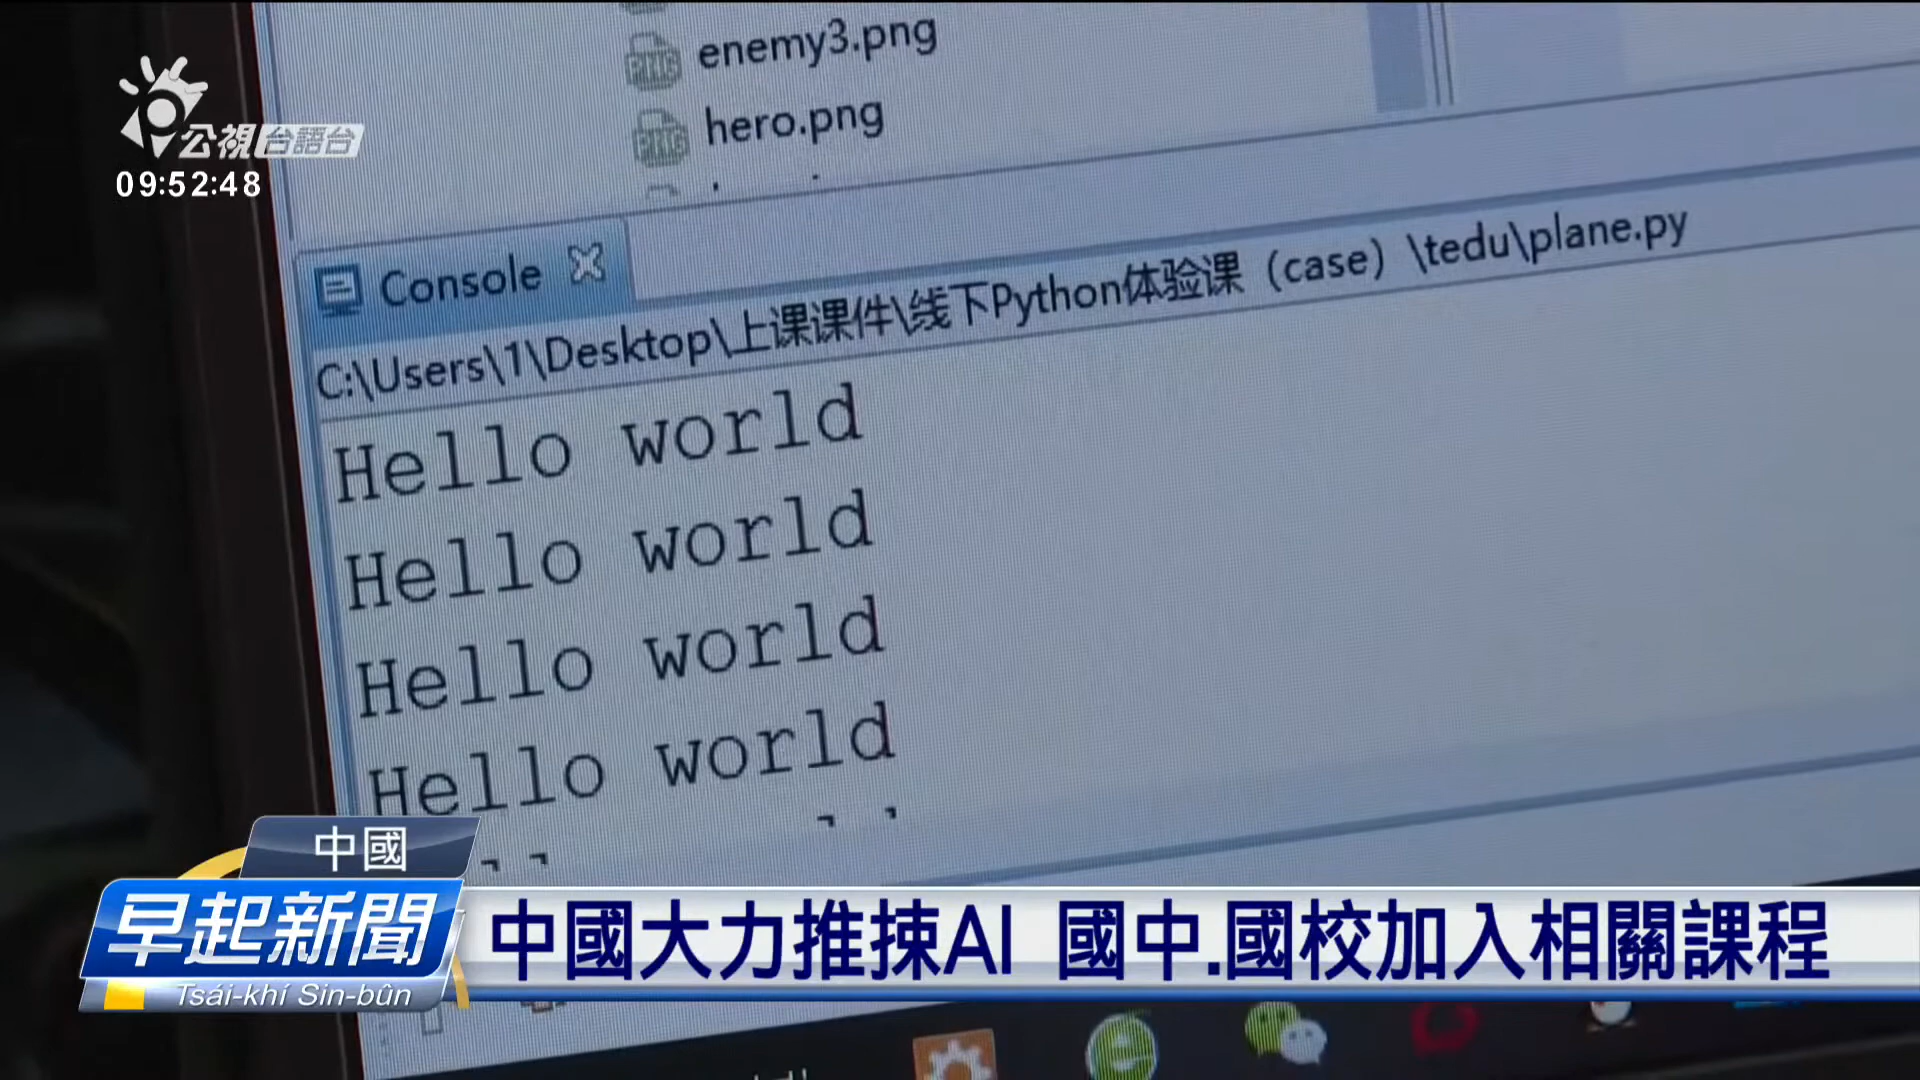 enemy3.png
hero.png
公視台語台
09:52:48
Console
C:\Users\1\Desktop\上课课件\线下Python体验课（case）\tedu\plane.py
Hello world
Hello world
Hello world
Hello world
中國
早起新聞
Tsái-khí Sin-bûn
中國大力推捒AI 國中.國校加入相關課程